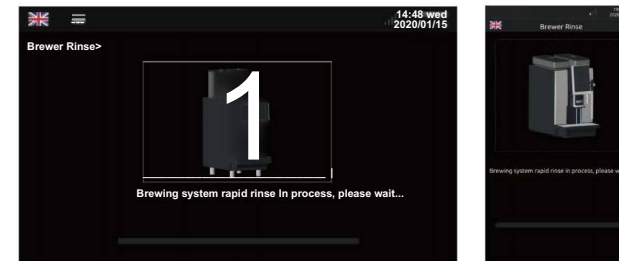 14:48 wed
2020/01/15
Brewer Rinse>
1
Brewing system rapid rinse In process, please wait...
Brewer Rinse
Brewing system rapid rinse In process, please